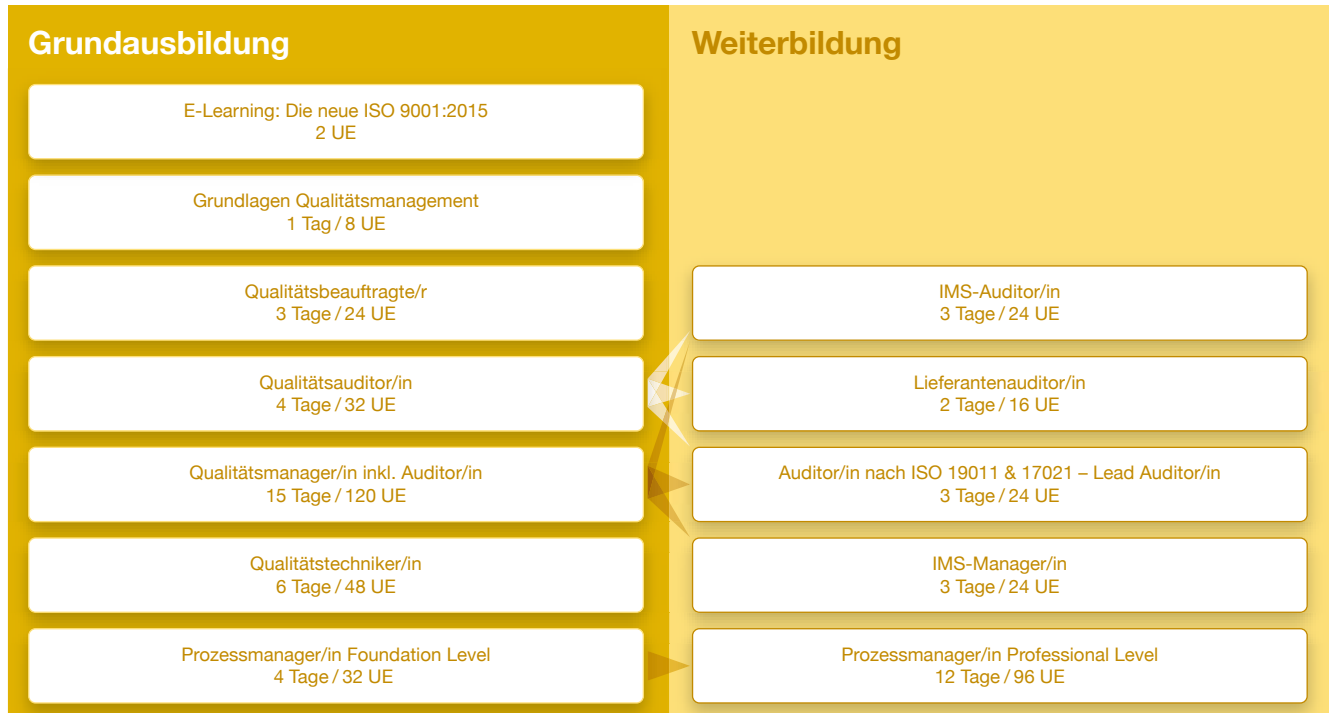 Grundausbildung
E-Learning: Die neue ISO 9001:2015
2 UE
Grundlagen Qualitätsmanagement
1 Tag / 8 UE
Qualitätsbeauftragte/r
3 Tage / 24 UE
Qualitätsauditor/in
4 Tage / 32 UE
Qualitätsmanager/in inkl. Auditor/in
15 Tage / 120 UE
Qualitätstechniker/in
6 Tage / 48 UE
Prozessmanager/in Foundation Level
4 Tage / 32 UE
Weiterbildung
IMS-Auditor/in
3 Tage / 24 UE
Lieferantenauditor/in
2 Tage / 16 UE
Auditor/in nach ISO 19011 & 17021 – Lead Auditor/in
3 Tage / 24 UE
IMS-Manager/in
3 Tage / 24 UE
Prozessmanager/in Professional Level
12 Tage / 96 UE